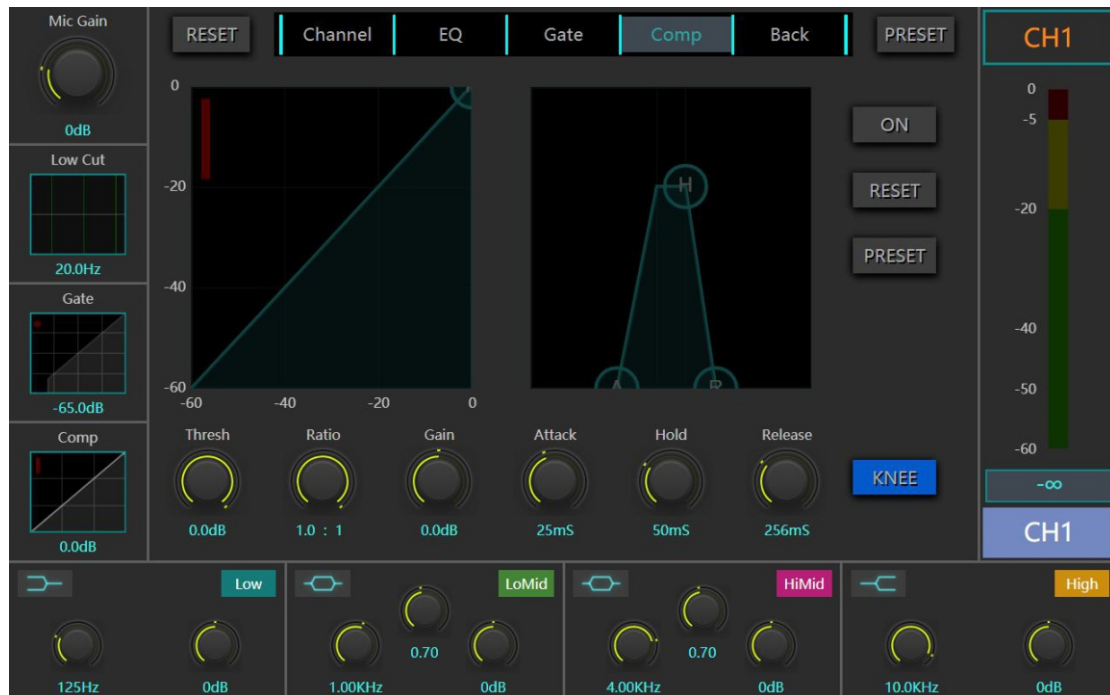 Mic Gain
0dB
Low Cut
20.0Hz
Gate
-65.0dB
Comp
0.0dB
RESET
Channel
EQ
Gate
Comp
Back
PRESET
0
-20
-40
-60
-60
-40
-20
0
H
A
R
ON
RESET
PRESET
Thresh
Ratio
Gain
Attack
Hold
Release
0.0dB
1.0 : 1
0.0dB
25mS
50mS
256mS
KNEE
CH1
0
-5
-20
-40
-50
-60
-∞
CH1
Low
125Hz
0dB
LoMid
0.70
1.00KHz
0dB
HiMid
0.70
4.00KHz
0dB
High
10.0KHz
0dB